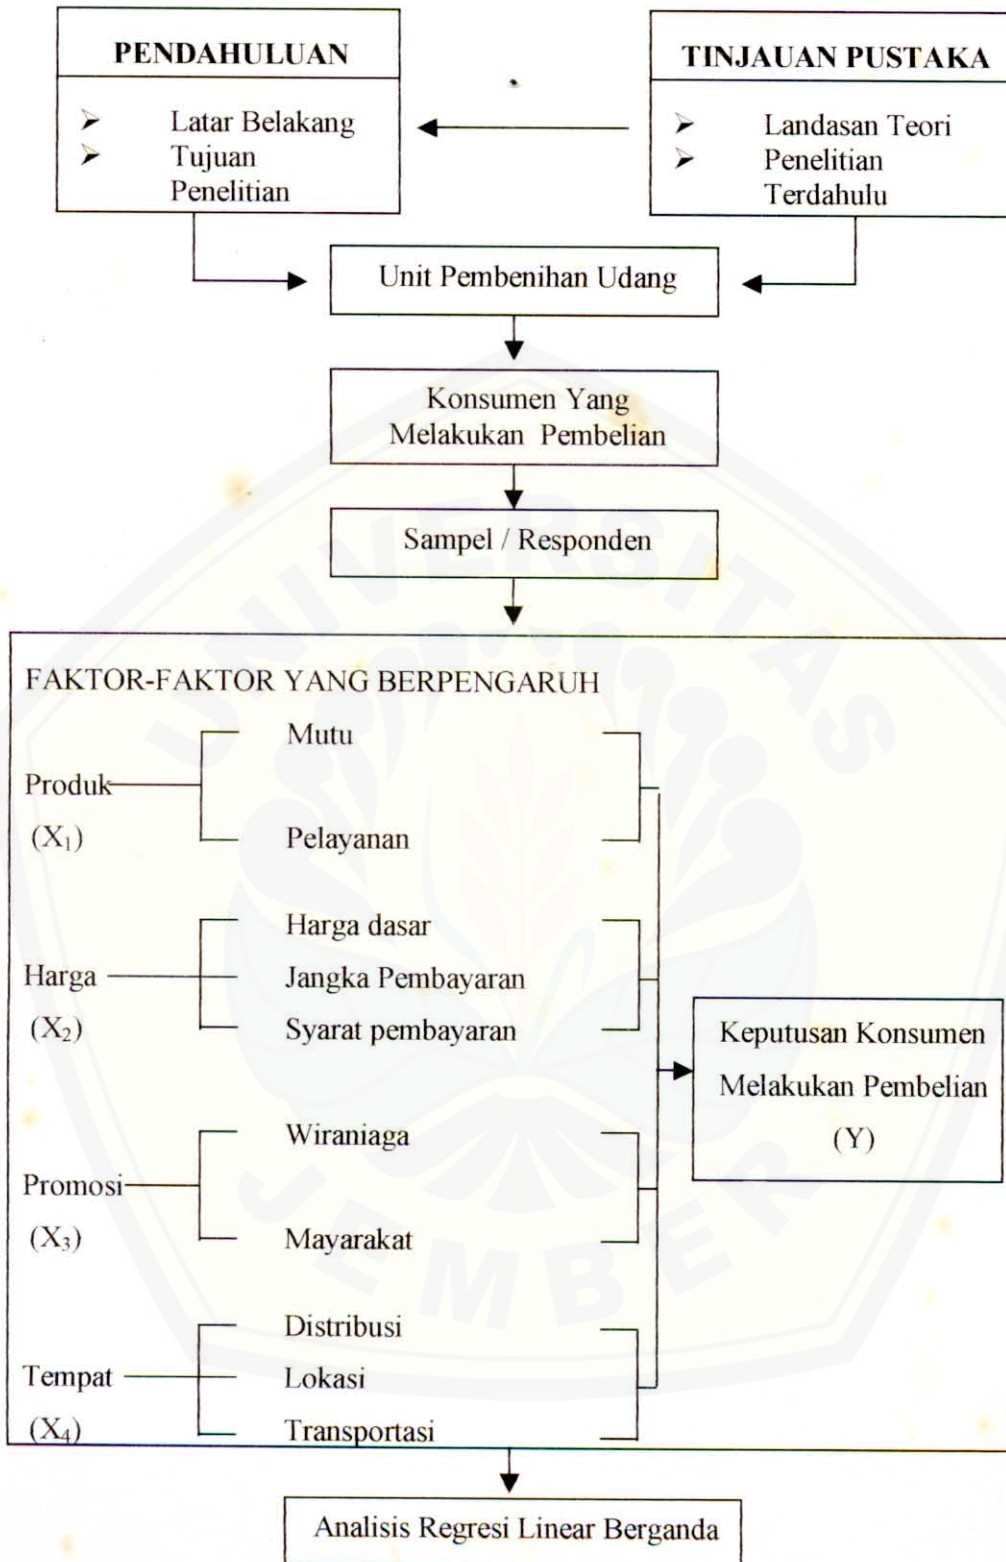 PENDAHULUAN
➢ Latar Belakang
➢ Tujuan
Penelitian
TINJAUAN PUSTAKA
➢ Landasan Teori
➢ Penelitian
Terdahulu
Unit Pembenihan Udang
Konsumen Yang
Melakukan Pembelian
Sampel / Responden
FAKTOR-FAKTOR YANG BERPENGARUH
Produk
(X₁)
Mutu
Pelayanan
Harga
(X₂)
Harga dasar
Jangka Pembayaran
Syarat pembayaran
Promosi
(X₃)
Wiraniaga
Mayarakat
Tempat
(X₄)
Distribusi
Lokasi
Transportasi
Keputusan Konsumen
Melakukan Pembelian
(Y)
Analisis Regresi Linear Berganda
UNIVERSITAS
JEMBER